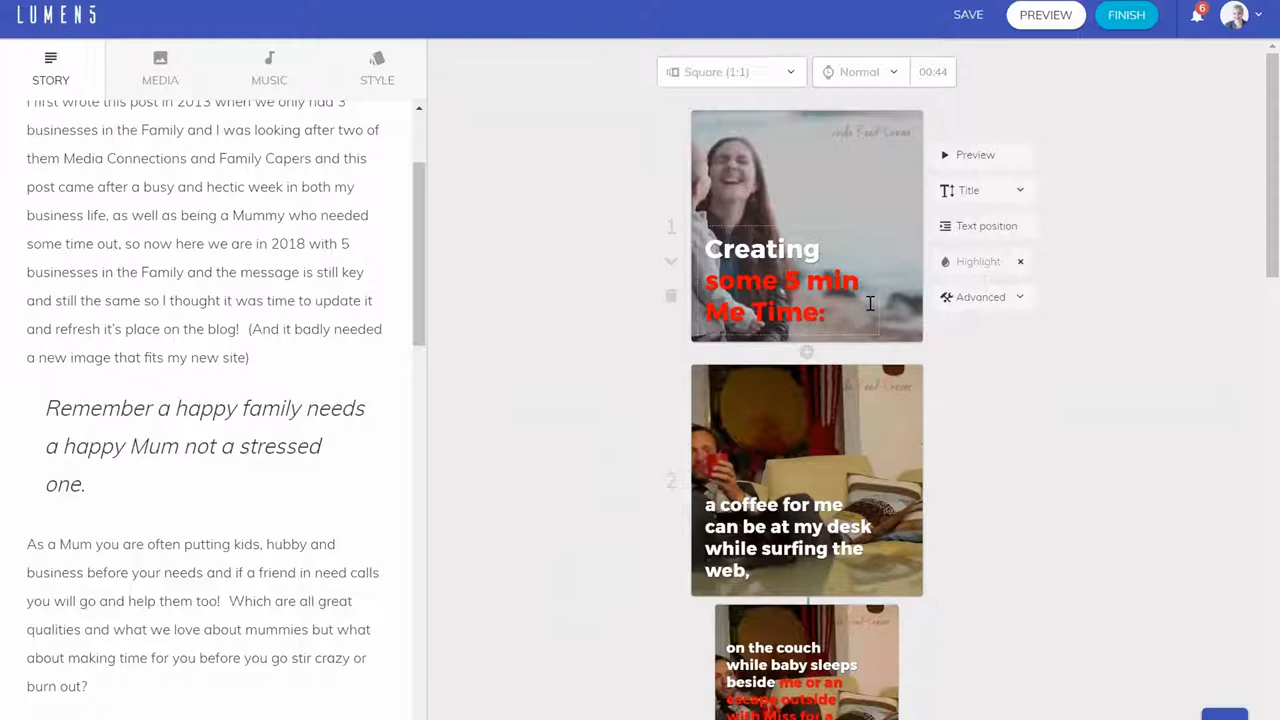 LUMEN5
SAVE
PREVIEW
FINISH
6
STORY
MEDIA
MUSIC
STYLE
I first wrote this post in 2013 when we only had 3
businesses in the Family and I was looking after two of
them Media Connections and Family Capers and this
post came after a busy and hectic week in both my
business life, as well as being a Mummy who needed
some time out, so now here we are in 2018 with 5
businesses in the Family and the message is still key
and still the same so I thought it was time to update it
and refresh it's place on the blog! (And it badly needed
a new image that fits my new site)
Remember a happy family needs
a happy Mum not a stressed
one.
As a Mum you are often putting kids, hubby and
business before your needs and if a friend in need calls
you will go and help them too! Which are all great
qualities and what we love about mummies but what
about making time for you before you go stir crazy or
burn out?
Square (1:1)
Normal
00:44
1
Creating
some 5 min
Me Time:
Preview
Title
Text position
Highlight
Advanced
2
a coffee for me
can be at my desk
while surfing the
web,
on the couch
while baby sleeps
beside me or an
escape outside
with Miss for a